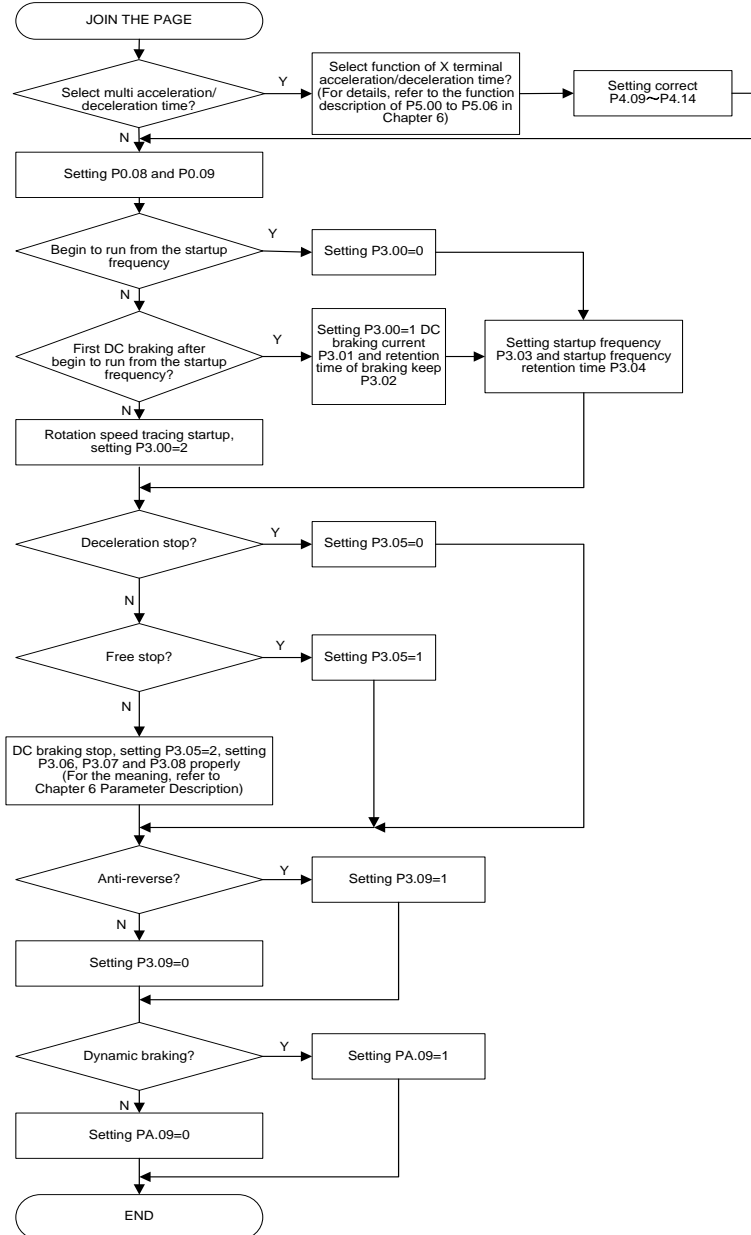 JOIN THE PAGE
Select multi acceleration/
deceleration time?
Y
Select function of X terminal
acceleration/deceleration time?
(For details, refer to the function
description of P5.00 to P5.06 in
Chapter 6)
Setting correct
P4.09～P4.14
N
Setting P0.08 and P0.09
Begin to run from the startup
frequency
Y
Setting P3.00=0
N
First DC braking after
begin to run from the startup
frequency?
Y
Setting P3.00=1 DC
braking current
P3.01 and retention
time of braking keep
P3.02
Setting startup frequency
P3.03 and startup frequency
retention time P3.04
N
Rotation speed tracing startup,
setting P3.00=2
Deceleration stop?
Y
Setting P3.05=0
N
Free stop?
Y
Setting P3.05=1
N
DC braking stop, setting P3.05=2, setting
P3.06, P3.07 and P3.08 properly
(For the meaning, refer to
Chapter 6 Parameter Description)
Anti-reverse?
Y
Setting P3.09=1
N
Setting P3.09=0
Dynamic braking?
Y
Setting PA.09=1
N
Setting PA.09=0
END